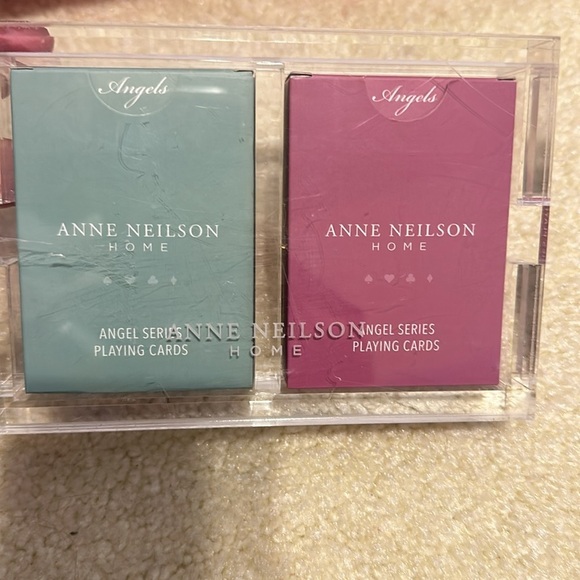 Angels
ANNE NEILSON
HOME
ANGEL SERIES
PLAYING CARDS
Angels
ANNE NEILSON
HOME
ANGEL SERIES
PLAYING CARDS
ANNE NEILSON
HOME